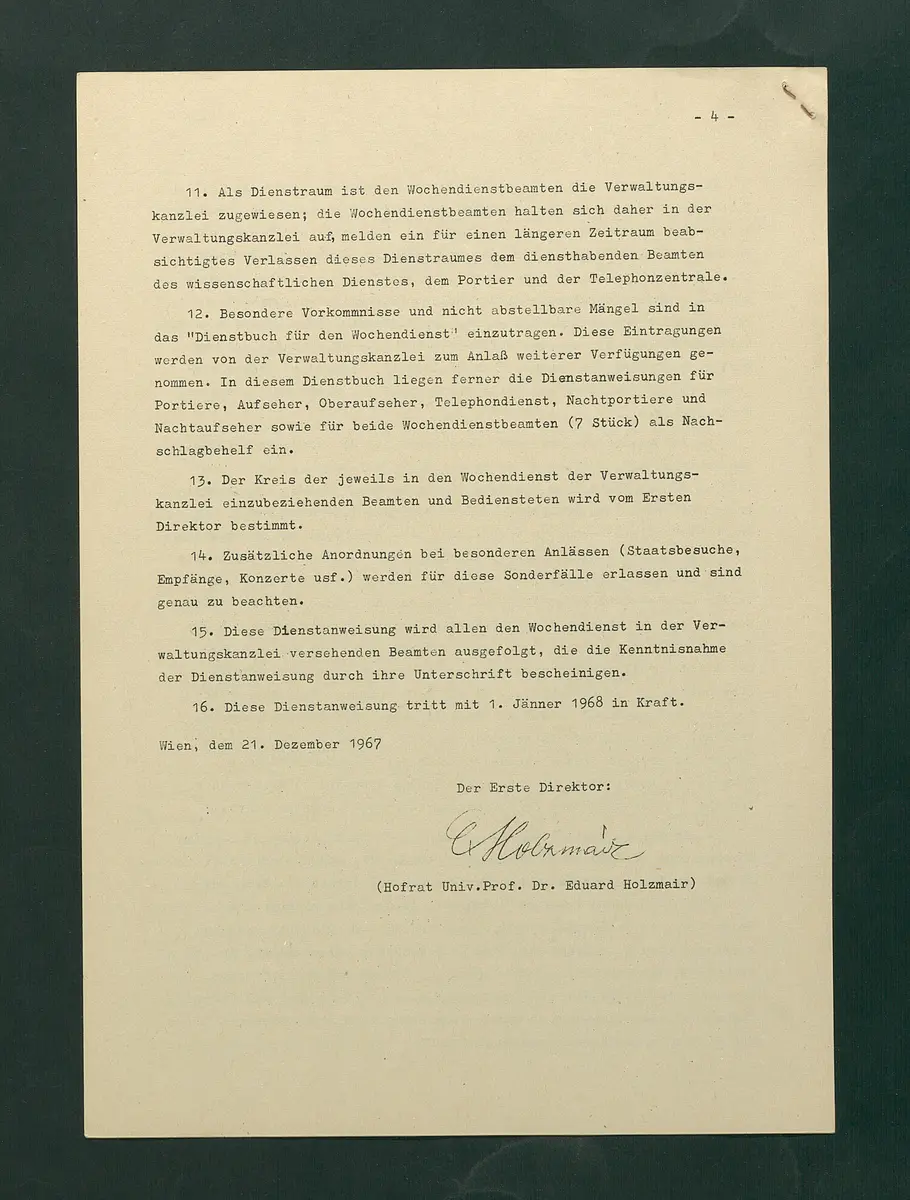 - 4 -
11. Als Dienstraum ist den Wochendienstbeamten die Verwaltungs-
kanzlei zugewiesen; die Wochendienstbeamten halten sich daher in der
Verwaltungskanzlei auf, melden ein für einen längeren Zeitraum beab-
sichtigtes Verlassen dieses Dienstraumes dem diensthabenden Beamten
des wissenschaftlichen Dienstes, dem Portier und der Telephonzentrale.
12. Besondere Vorkommnisse und nicht abstellbare Mängel sind in
das "Dienstbuch für den Wochendienst" einzutragen. Diese Eintragungen
werden von der Verwaltungskanzlei zum Anlaß weiterer Verfügungen ge-
nommen. In diesem Dienstbuch liegen ferner die Dienstanweisungen für
Portiere, Aufseher, Oberaufseher, Telephondienst, Nachtportiere und
Nachtaufseher sowie für beide Wochendienstbeamten (7 Stück) als Nach-
schlagbehelf ein.
13. Der Kreis der jeweils in den Wochendienst der Verwaltungs-
kanzlei einzubeziehenden Beamten und Bediensteten wird vom Ersten
Direktor bestimmt.
14. Zusätzliche Anordnungen bei besonderen Anlässen (Staatsbesuche,
Empfänge, Konzerte usf.) werden für diese Sonderfälle erlassen und sind
genau zu beachten.
15. Diese Dienstanweisung wird allen den Wochendienst in der Ver-
waltungskanzlei versehenden Beamten ausgefolgt, die die Kenntnisnahme
der Dienstanweisung durch ihre Unterschrift bescheinigen.
16. Diese Dienstanweisung tritt mit 1. Jänner 1968 in Kraft.
Wien, dem 21. Dezember 1967
Der Erste Direktor:
E Holzmair
(Hofrat Univ.Prof. Dr. Eduard Holzmair)